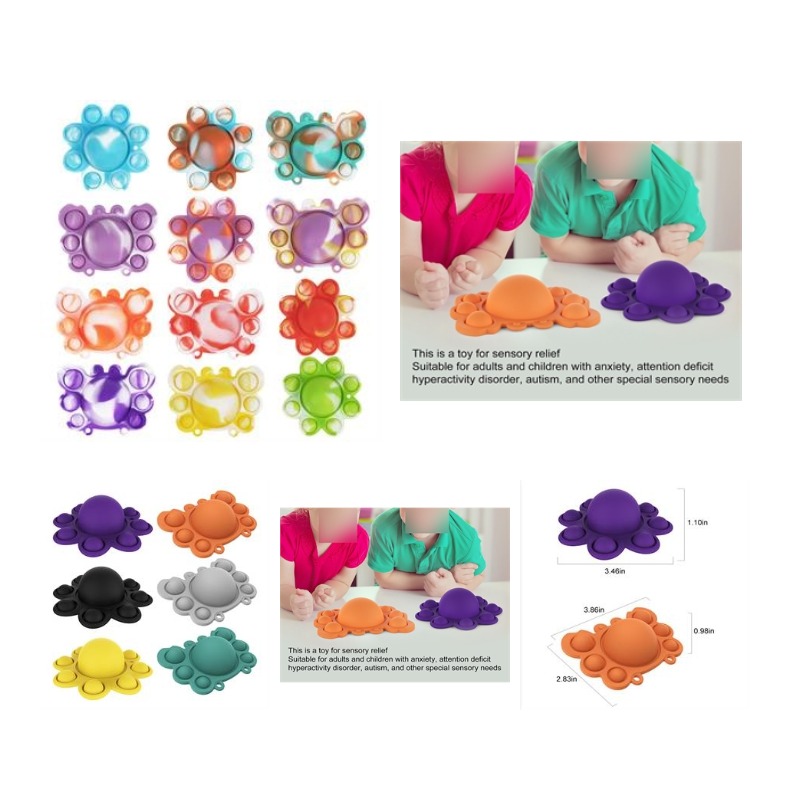 This is a toy for sensory relief
Suitable for adults and children with anxiety, attention deficit
hyperactivity disorder, autism, and other special sensory needs
This is a toy for sensory relief
Suitable for adults and children with anxiety, attention deficit
hyperactivity disorder, autism, and other special sensory needs
1.10in
3.46in
3.86in
0.98in
2.83in